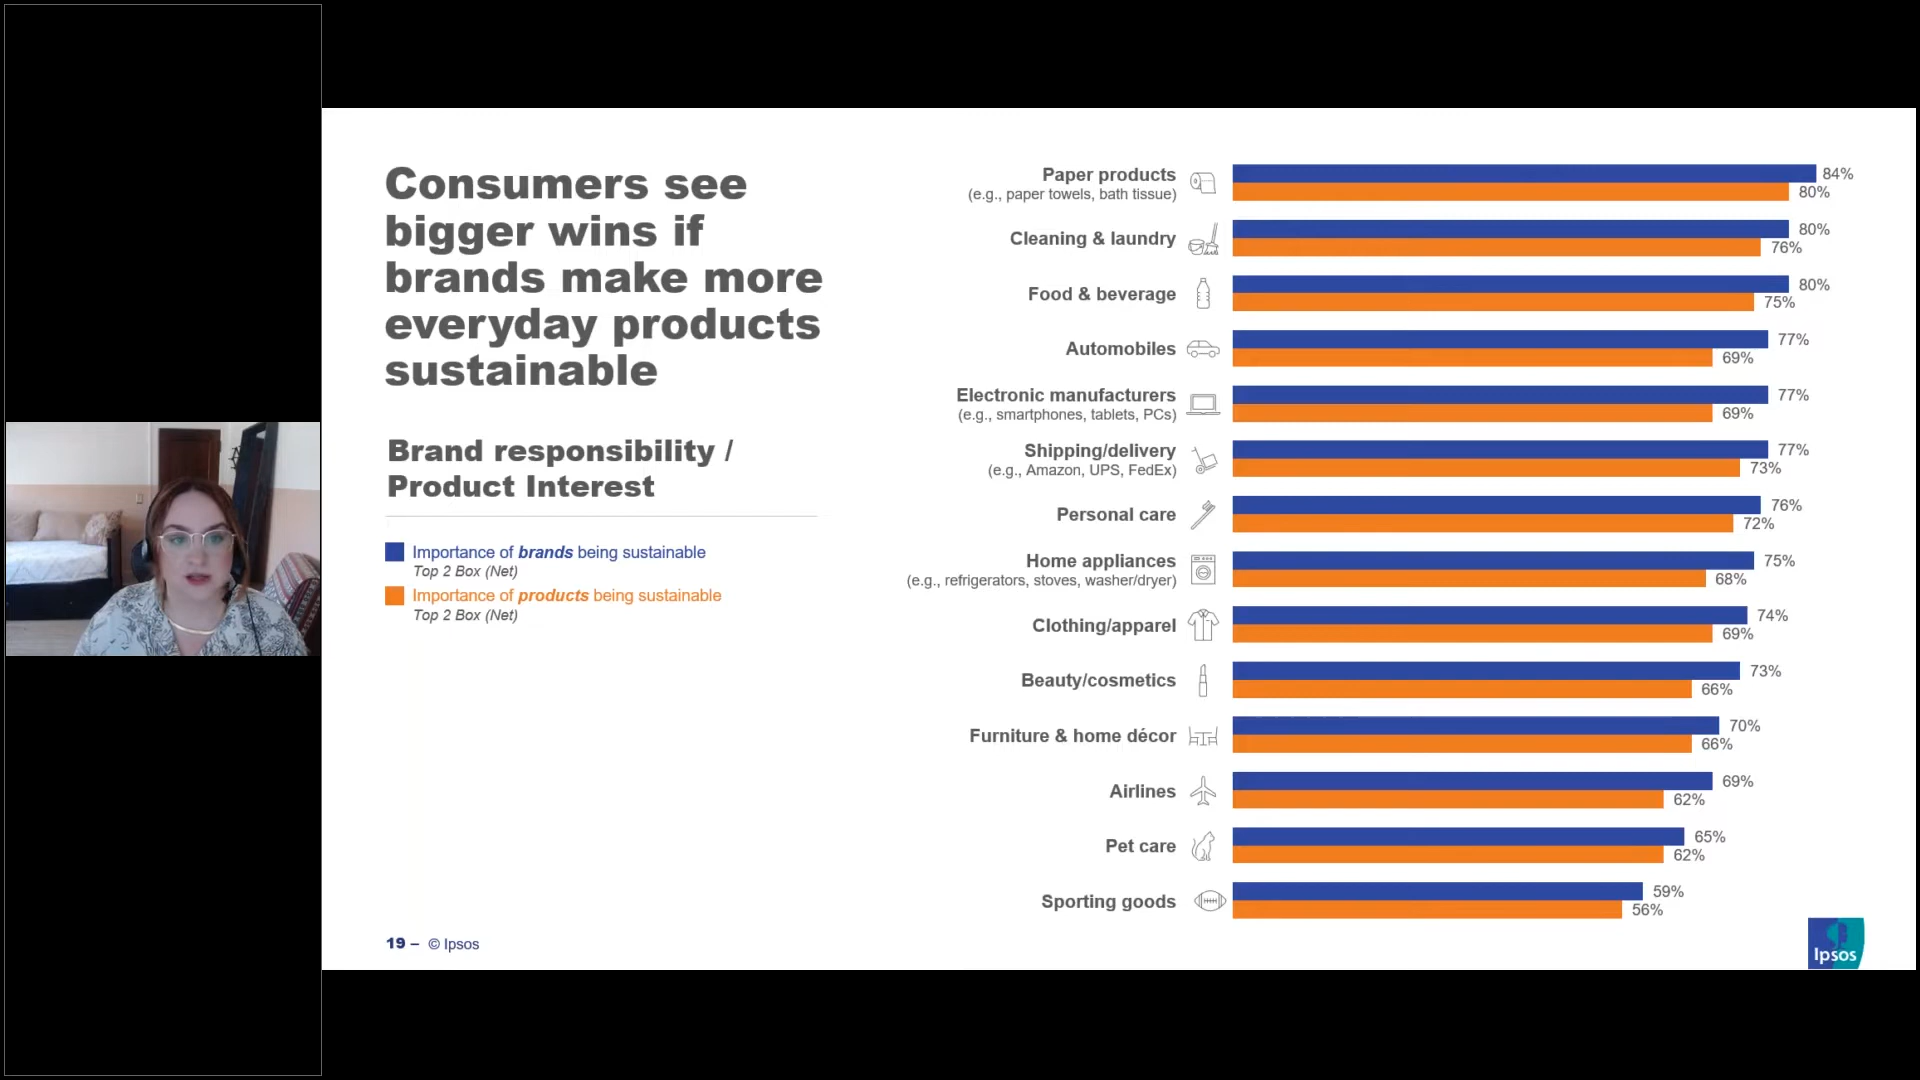 Consumers see
bigger wins if
brands make more
everyday products
sustainable
Brand responsibility /
Product Interest
Importance of brands being sustainable
Top 2 Box (Net)
Importance of products being sustainable
Top 2 Box (Net)
Paper products
(e.g., paper towels, bath tissue)
84%
80%
Cleaning & laundry
80%
76%
Food & beverage
80%
75%
Automobiles
77%
69%
Electronic manufacturers
(e.g., smartphones, tablets, PCs)
77%
69%
Shipping/delivery
(e.g., Amazon, UPS, FedEx)
77%
73%
Personal care
76%
72%
Home appliances
(e.g., refrigerators, stoves, washer/dryer)
75%
68%
Clothing/apparel
74%
69%
Beauty/cosmetics
73%
66%
Furniture & home décor
70%
66%
Airlines
69%
62%
Pet care
65%
62%
Sporting goods
59%
56%
19 – © Ipsos
Ipsos